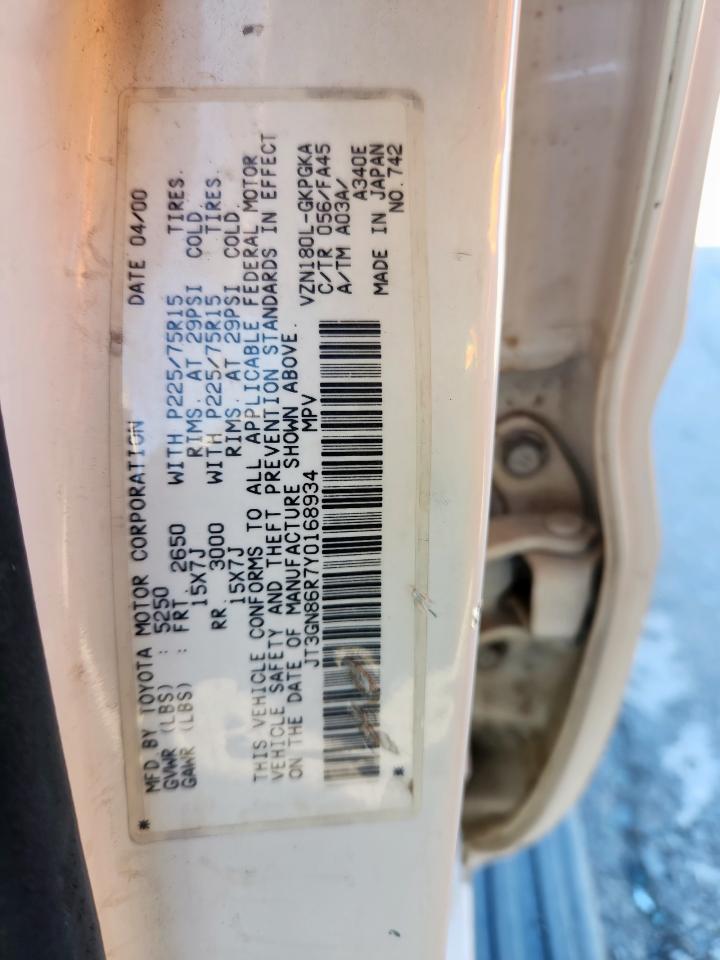 MFD BY TOYOTA MOTOR CORPORATION DATE 04/00
GVWR (LBS) : 5250
GAWR (LBS) : FRT. 2650 WITH P225/75R15 TIRES.
15X7J RIMS. AT 29PSI COLD.
RR. 3000 WITH P225/75R15 TIRES.
15X7J RIMS. AT 29PSI COLD
THIS VEHICLE CONFORMS TO ALL APPLICABLE FEDERAL MOTOR
VEHICLE SAFETY AND THEFT PREVENTION STANDARDS IN EFFECT
ON THE DATE OF MANUFACTURE SHOWN ABOVE.
JT3GN86R7Y0168934 MPV VZN180L-GKPGKA
C/TR 056/FA45
A/TM A03A/
A340E
MADE IN JAPAN
NO.742